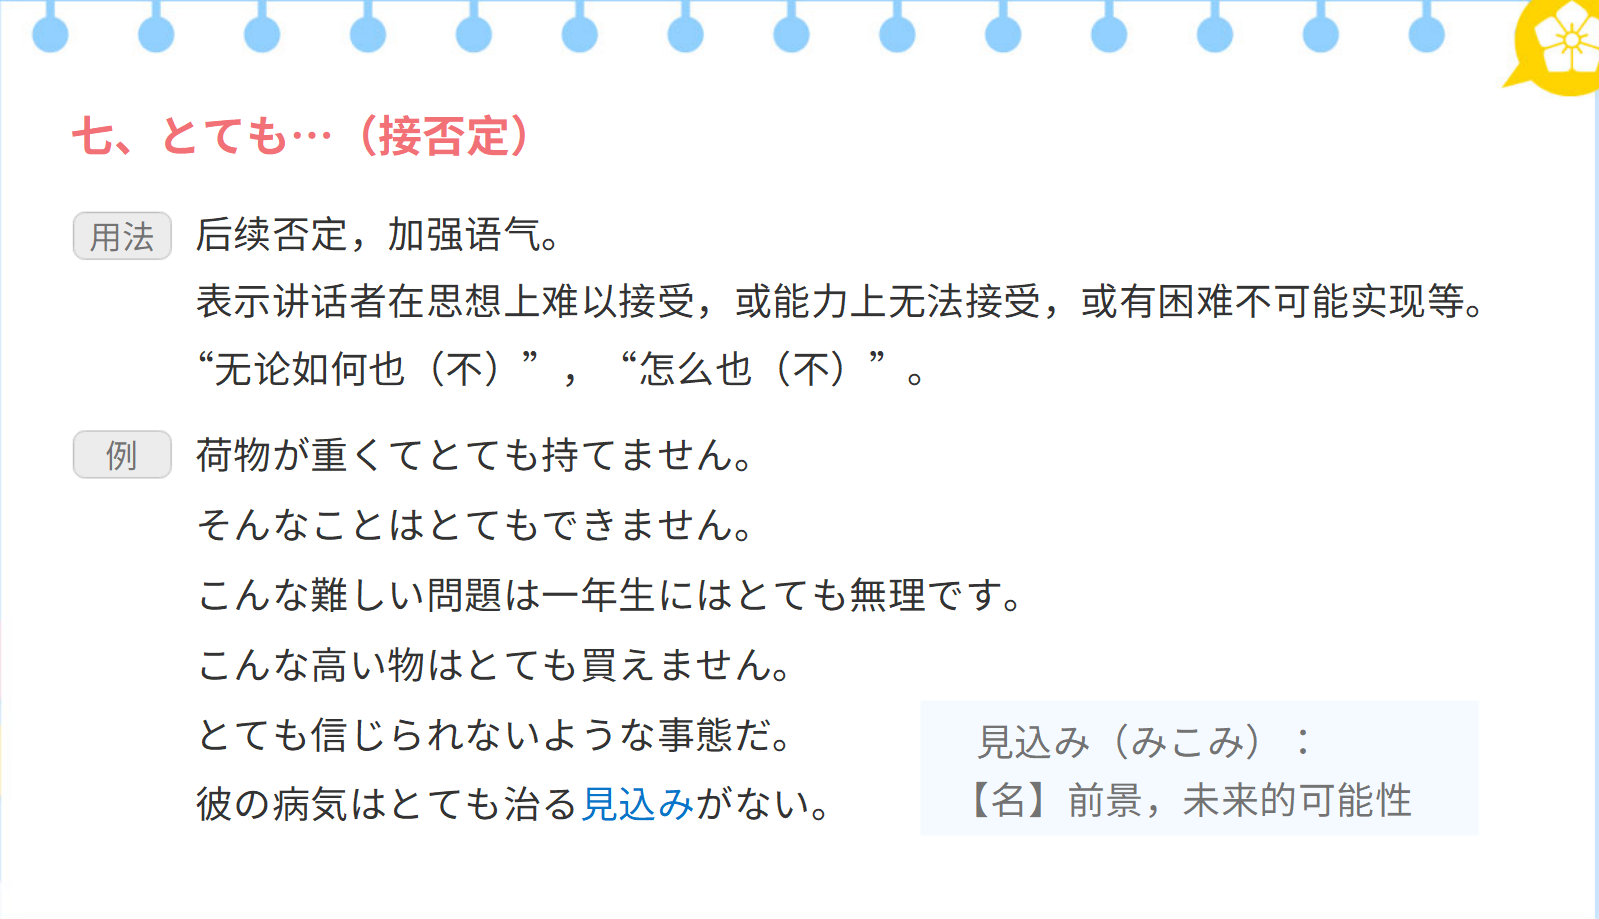 七、とても…（接否定）
用法 后续否定，加强语气。
表示讲话者在思想上难以接受，或能力上无法接受，或有困难不可能实现等。
“无论如何也（不）”，“怎么也（不）”。
例 荷物が重くてとても持てません。
そんなことはとてもできません。
こんな難しい問題は一年生にはとても無理です。
こんな高い物はとても買えません。
とても信じられないような事態だ。
彼の病気はとても治る見込みがない。
見込み（みこみ）：
【名】前景，未来的可能性